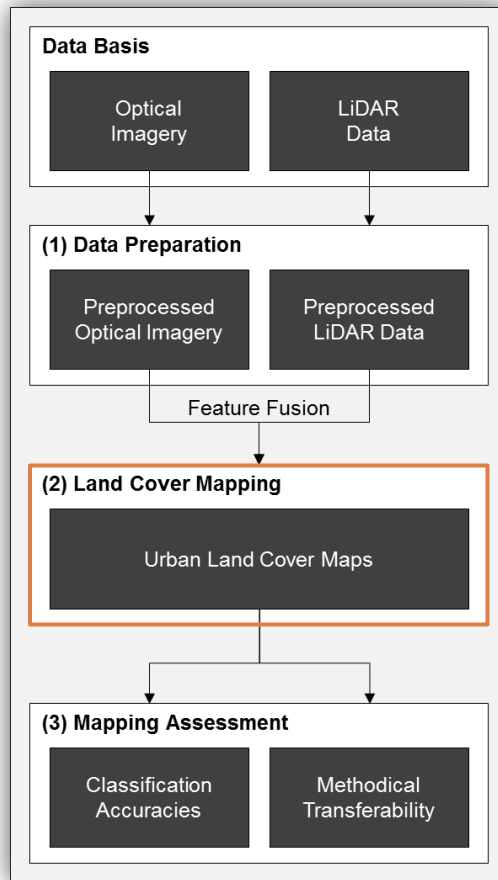 Data Basis
Optical
Imagery
LiDAR
Data
(1) Data Preparation
Preprocessed
Optical Imagery
Preprocessed
LiDAR Data
Feature Fusion
(2) Land Cover Mapping
Urban Land Cover Maps
(3) Mapping Assessment
Classification
Accuracies
Methodical
Transferability